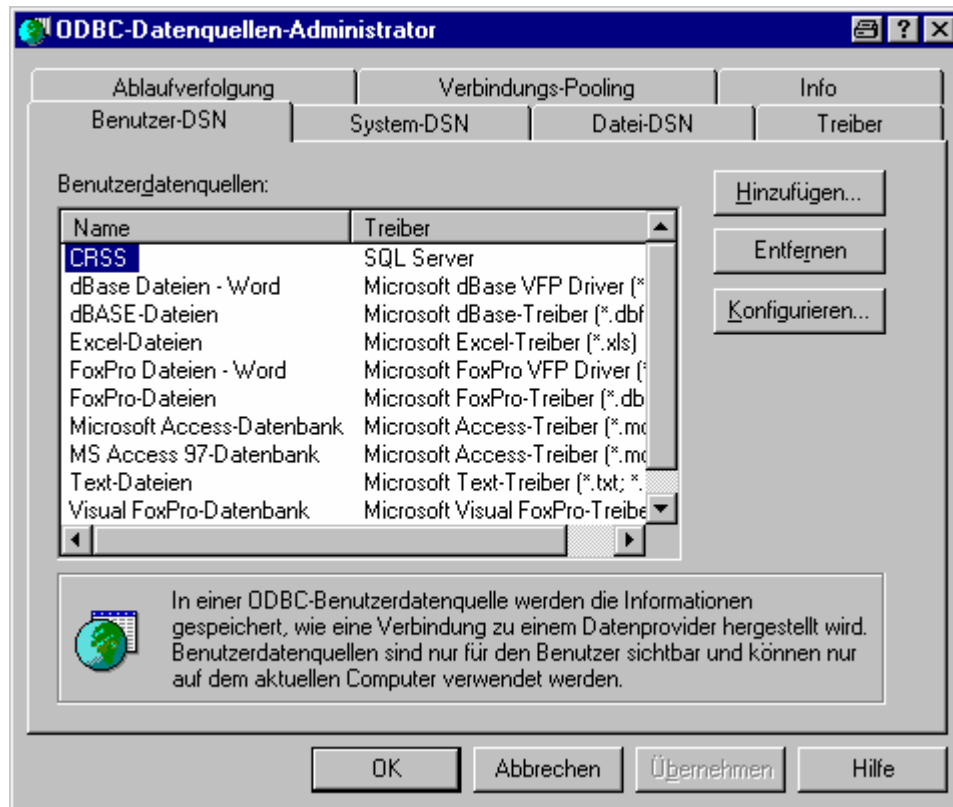 ODBC-Datenquellen-Administrator
Ablaufverfolgung Verbindungs-Pooling Info
Benutzer-DSN System-DSN Datei-DSN Treiber
Benutzerdatenquellen:
Hinzufügen...
Entfernen
Konfigurieren...
Name Treiber
CRSS SQL Server
dBase Dateien - Word Microsoft dBase VFP Driver (*
dBASE-Dateien Microsoft dBase-Treiber (*.dbf
Excel-Dateien Microsoft Excel-Treiber (*.xls)
FoxPro Dateien - Word Microsoft FoxPro VFP Driver (*
FoxPro-Dateien Microsoft FoxPro-Treiber (*.db
Microsoft Access-Datenbank Microsoft Access-Treiber (*.md
MS Access 97-Datenbank Microsoft Access-Treiber (*.md
Text-Dateien Microsoft Text-Treiber (*.txt; *.
Visual FoxPro-Datenbank Microsoft Visual FoxPro-Treibe
In einer ODBC-Benutzerdatenquelle werden die Informationen
gespeichert, wie eine Verbindung zu einem Datenprovider hergestellt wird.
Benutzerdatenquellen sind nur für den Benutzer sichtbar und können nur
auf dem aktuellen Computer verwendet werden.
OK Abbrechen Übernehmen Hilfe